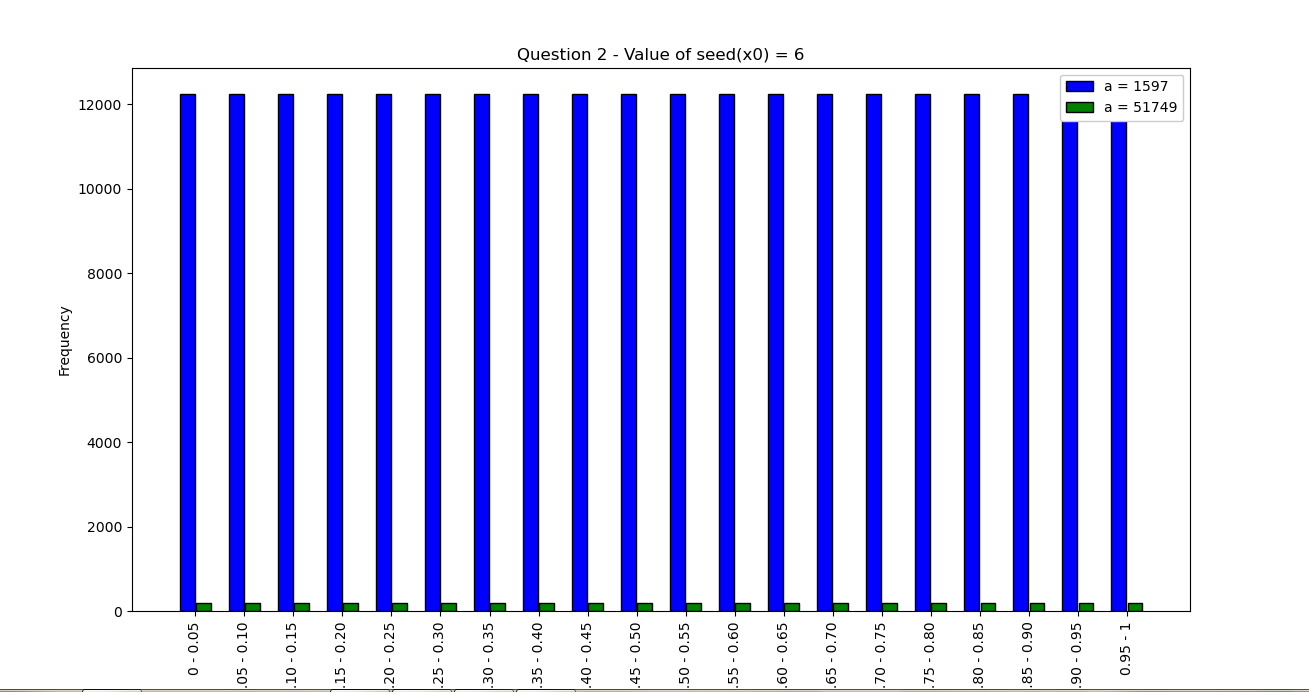 Question 2 - Value of seed(x0) = 6
a = 1597
a = 51749
12000
10000
8000
6000
4000
2000
0
Frequency
0 - 0.05
.05 - 0.10
.10 - 0.15
.15 - 0.20
.20 - 0.25
.25 - 0.30
.30 - 0.35
.35 - 0.40
.40 - 0.45
.45 - 0.50
.50 - 0.55
.55 - 0.60
.60 - 0.65
.65 - 0.70
.70 - 0.75
.75 - 0.80
.80 - 0.85
.85 - 0.90
.90 - 0.95
0.95 - 1